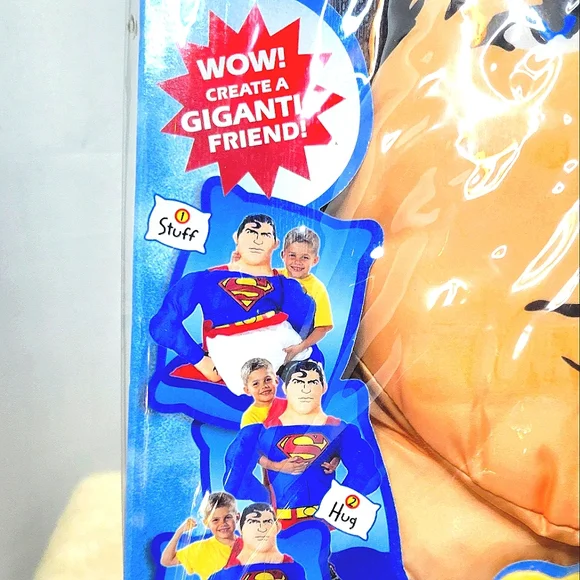 WOW!
CREATE A
GIGANTI
FRIEND!
1
Stuff
2
Hug